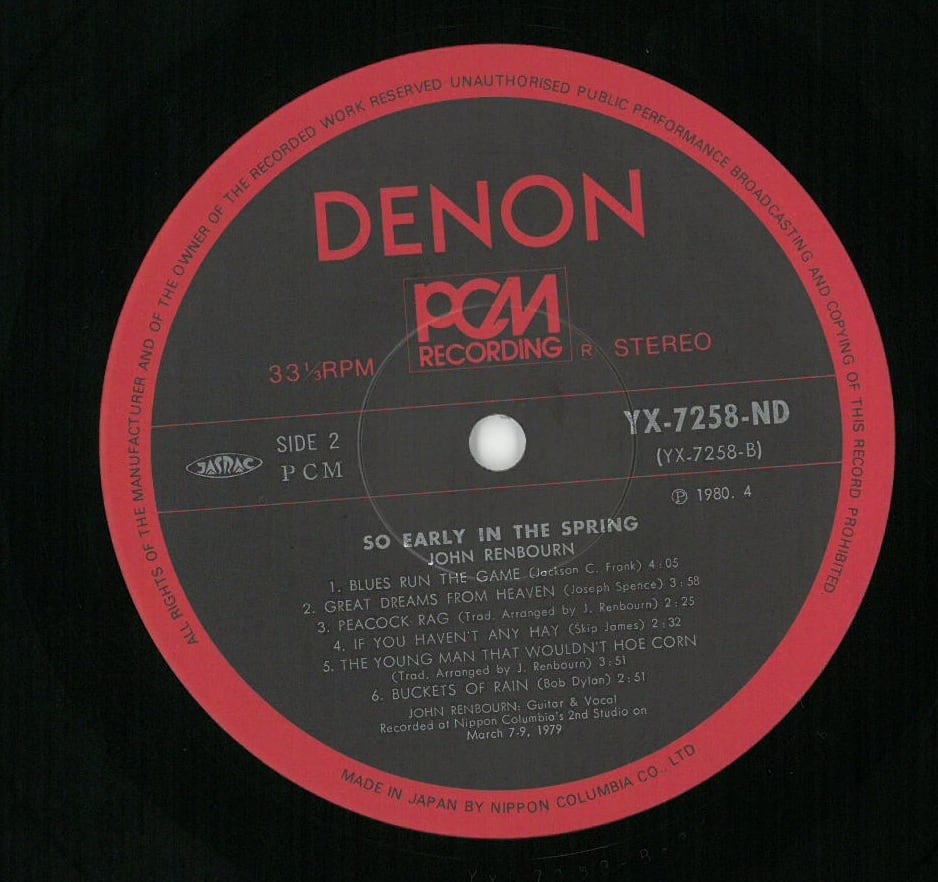 ALL RIGHTS OF THE MANUFACTURER AND OF THE OWNER OF THE RECORDED WORK RESERVED UNAUTHORISED PUBLIC PERFORMANCE BROADCASTING AND COPYING OF THIS RECORD PROHIBITED.
DENON
PCM
RECORDING
33⅓RPM
R STEREO
SIDE 2
PCM
JASRAC
YX-7258-ND
(YX-7258-B)
Ⓟ 1980. 4
SO EARLY IN THE SPRING
JOHN RENBOURN
1. BLUES RUN THE GAME (Jackson C. Frank) 4:05
2. GREAT DREAMS FROM HEAVEN (Joseph Spence) 3:58
3. PEACOCK RAG (Trad. Arranged by J. Renbourn) 2:25
4. IF YOU HAVEN'T ANY HAY (Skip James) 2:32
5. THE YOUNG MAN THAT WOULDN'T HOE CORN
(Trad. Arranged by J. Renbourn) 3:51
6. BUCKETS OF RAIN (Bob Dylan) 2:51
JOHN RENBOURN: Guitar & Vocal
Recorded at Nippon Columbia's 2nd Studio on
March 7-9, 1979
MADE IN JAPAN BY NIPPON COLUMBIA CO., LTD